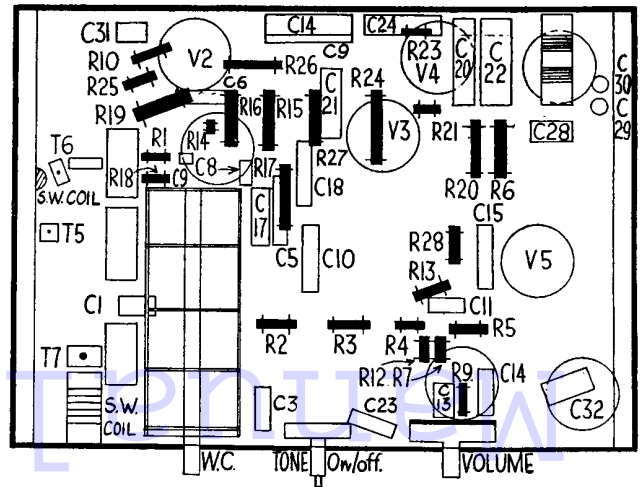 C31
C14
C24
R10
V2
C9
R23
V4
C 20
C 22
C 30
R25
R26
C6
R24
C 21
R19
R16
R15
V3
C 29
T6
R1
R14
C8
R17
R27
R21
C28
R18
C9
C18
R20
R6
S.W. COIL
C 17
C15
T5
C5
C10
R28
V5
R13
C1
C11
R2
R3
R4
R5
T7
R12
R7
R9
C14
S.W. COIL
C3
C23
C 13
C32
W.C.
TONE
On/off.
VOLUME